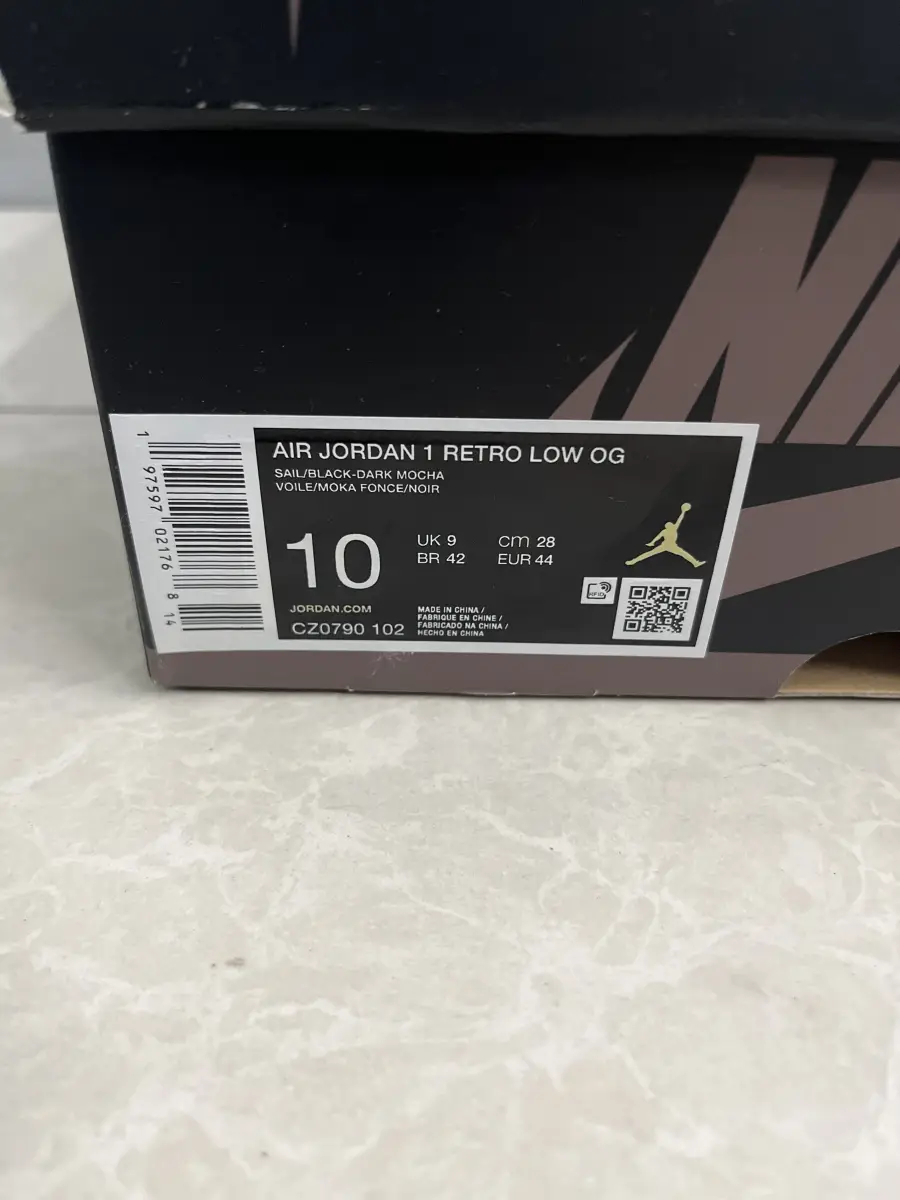 NI
AIR JORDAN 1 RETRO LOW OG
SAIL/BLACK-DARK MOCHA
VOILE/MOKA FONCE/NOIR
10
UK 9
BR 42
cm 28
EUR 44
RFID
JORDAN.COM
CZ0790 102
MADE IN CHINA /
FABRIQUE EN CHINE /
FABRICADO NA CHINA /
HECHO EN CHINA
1 97597 02176 8 14